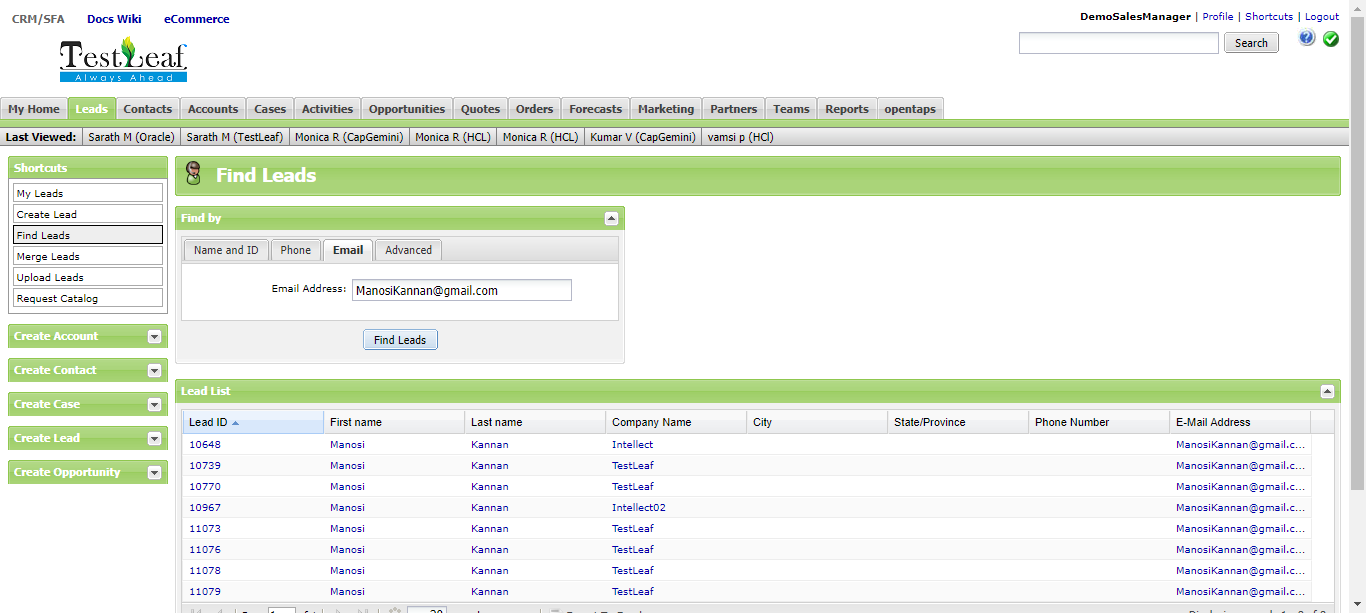 CRM/SFA Docs Wiki eCommerce
DemoSalesManager | Profile | Shortcuts | Logout
TestLeaf
Always Ahead
Search
My Home Leads Contacts Accounts Cases Activities Opportunities Quotes Orders Forecasts Marketing Partners Teams Reports opentaps
Last Viewed: Sarath M (Oracle) Sarath M (TestLeaf) Monica R (CapGemini) Monica R (HCL) Monica R (HCL) Kumar V (CapGemini) vamsi p (HCl)
Shortcuts
My Leads
Create Lead
Find Leads
Merge Leads
Upload Leads
Request Catalog
Create Account
Create Contact
Create Case
Create Lead
Create Opportunity
Find Leads
Find by
Name and ID Phone Email Advanced
Email Address: ManosiKannan@gmail.com
Find Leads
Lead List
Lead ID First name Last name Company Name City State/Province Phone Number E-Mail Address
10648 Manosi Kannan Intellect ManosiKannan@gmail.c...
10739 Manosi Kannan TestLeaf ManosiKannan@gmail.c...
10770 Manosi Kannan TestLeaf ManosiKannan@gmail.c...
10967 Manosi Kannan Intellect02 ManosiKannan@gmail.c...
11073 Manosi Kannan TestLeaf ManosiKannan@gmail.c...
11076 Manosi Kannan TestLeaf ManosiKannan@gmail.c...
11078 Manosi Kannan TestLeaf ManosiKannan@gmail.c...
11079 Manosi Kannan TestLeaf ManosiKannan@gmail.c...